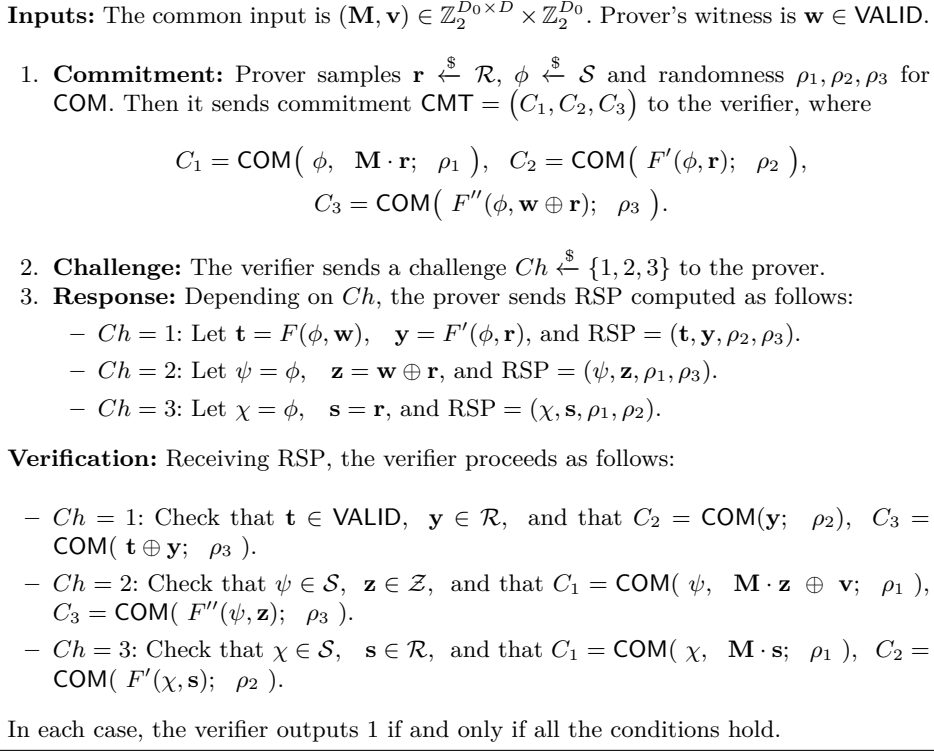 Inputs: The common input is (M, v) ∈ ℤ₂^{D₀×D} × ℤ₂^{D₀}. Prover's witness is w ∈ VALID.
1. Commitment: Prover samples r ←$ R, ϕ ←$ S and randomness ρ₁, ρ₂, ρ₃ for
COM. Then it sends commitment CMT = (C₁, C₂, C₃) to the verifier, where
C₁ = COM( ϕ, M · r; ρ₁ ), C₂ = COM( F′(ϕ, r); ρ₂ ),
C₃ = COM( F″(ϕ, w ⊕ r); ρ₃ ).
2. Challenge: The verifier sends a challenge Ch ←$ {1, 2, 3} to the prover.
3. Response: Depending on Ch, the prover sends RSP computed as follows:
– Ch = 1: Let t = F(ϕ, w), y = F′(ϕ, r), and RSP = (t, y, ρ₂, ρ₃).
– Ch = 2: Let ψ = ϕ, z = w ⊕ r, and RSP = (ψ, z, ρ₁, ρ₃).
– Ch = 3: Let χ = ϕ, s = r, and RSP = (χ, s, ρ₁, ρ₂).
Verification: Receiving RSP, the verifier proceeds as follows:
– Ch = 1: Check that t ∈ VALID, y ∈ R, and that C₂ = COM(y; ρ₂), C₃ =
COM( t ⊕ y; ρ₃ ).
– Ch = 2: Check that ψ ∈ S, z ∈ Z, and that C₁ = COM( ψ, M · z ⊕ v; ρ₁ ),
C₃ = COM( F″(ψ, z); ρ₃ ).
– Ch = 3: Check that χ ∈ S, s ∈ R, and that C₁ = COM( χ, M · s; ρ₁ ), C₂ =
COM( F′(χ, s); ρ₂ ).
In each case, the verifier outputs 1 if and only if all the conditions hold.